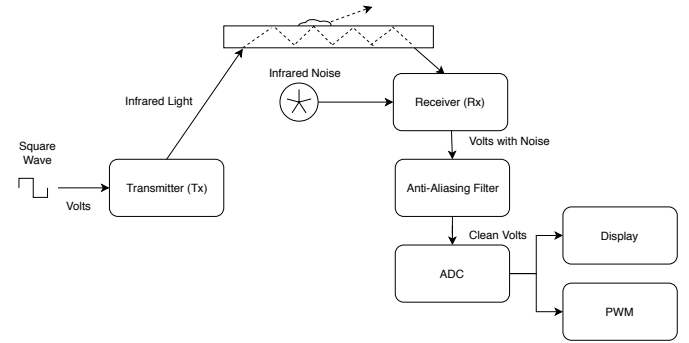 Infrared Noise
Infrared Light
Receiver (Rx)
Volts with Noise
Square
Wave
Volts
Transmitter (Tx)
Anti-Aliasing Filter
Clean Volts
ADC
Display
PWM